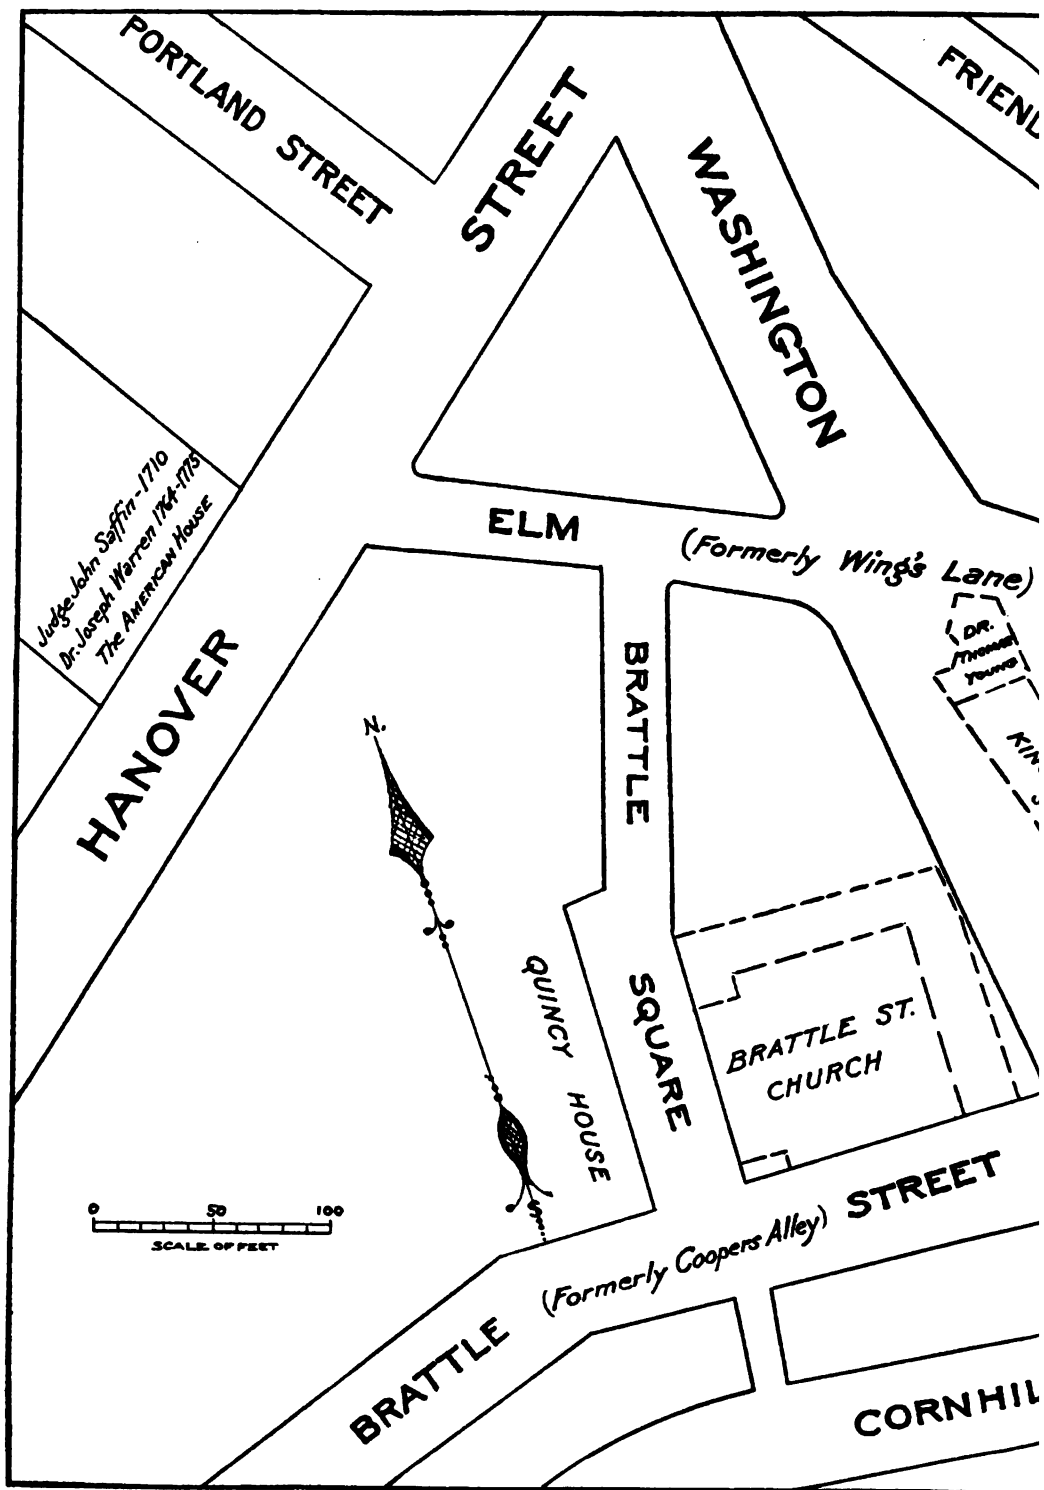 PORTLAND STREET
STREET
WASHINGTON
FRIEND
Judge John Saffin-1710
Dr. Joseph Warren 1764-1775
The AMERICAN HOUSE
ELM
(Formerly Wing's Lane)
DR.
THOMAS
YOUNG
HANOVER
BRATTLE
N.
SQUARE
QUINCY HOUSE
BRATTLE ST.
CHURCH
STREET
(Formerly Coopers Alley)
0 50 100
SCALE OF FEET
BRATTLE
CORNHIL